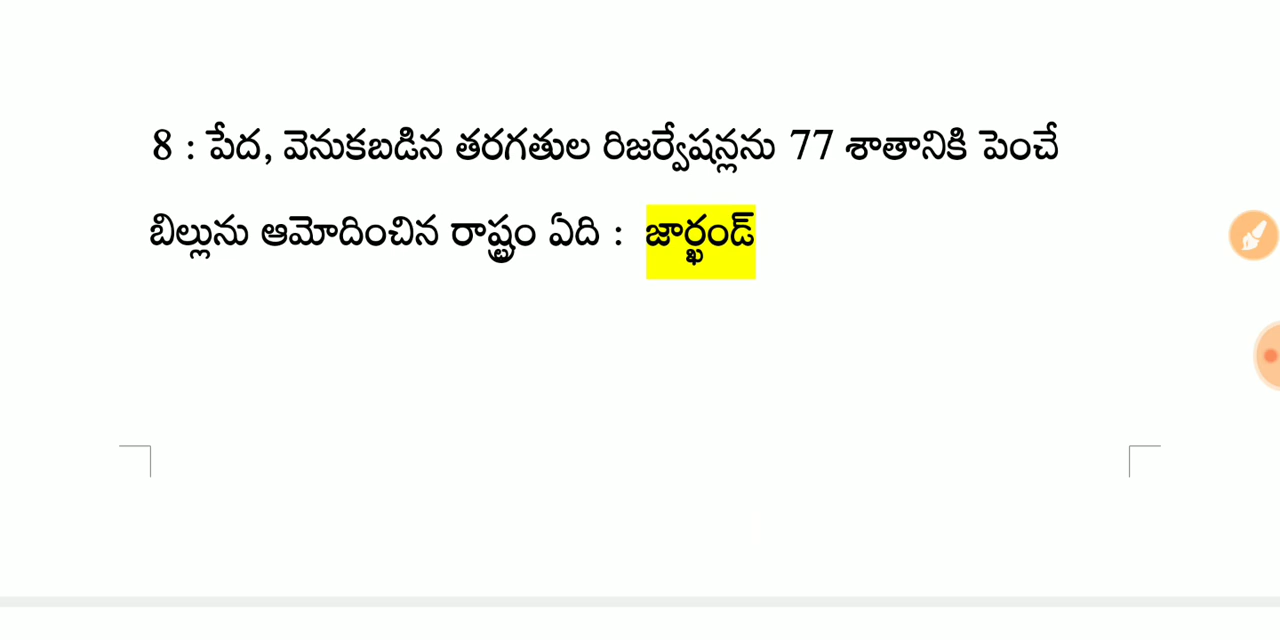 8 : పేద, వెనుకబడిన తరగతుల రిజర్వేషన్లను 77 శాతానికి పెంచే
బిల్లును ఆమోదించిన రాష్ట్రం ఏది : జార్ఖండ్